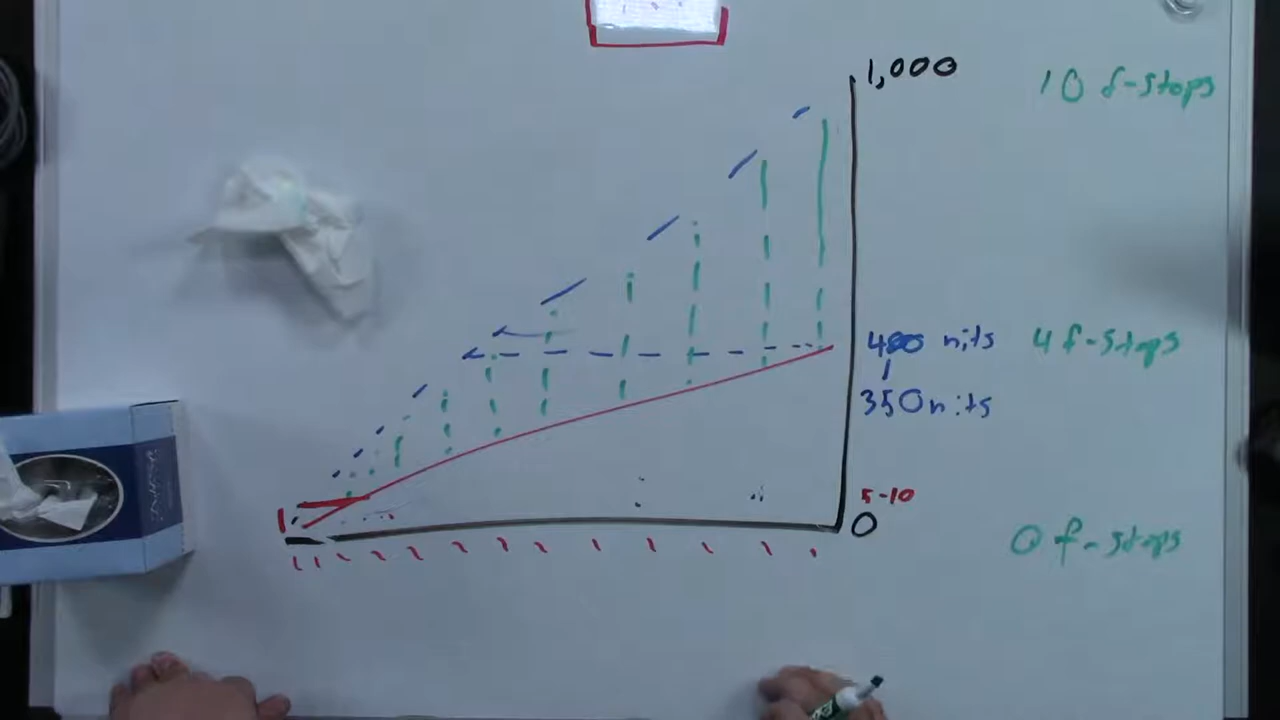 1,000 10 f-stops
400 nits 4 f-stops
350 nits
5-10
0 0 f-stops